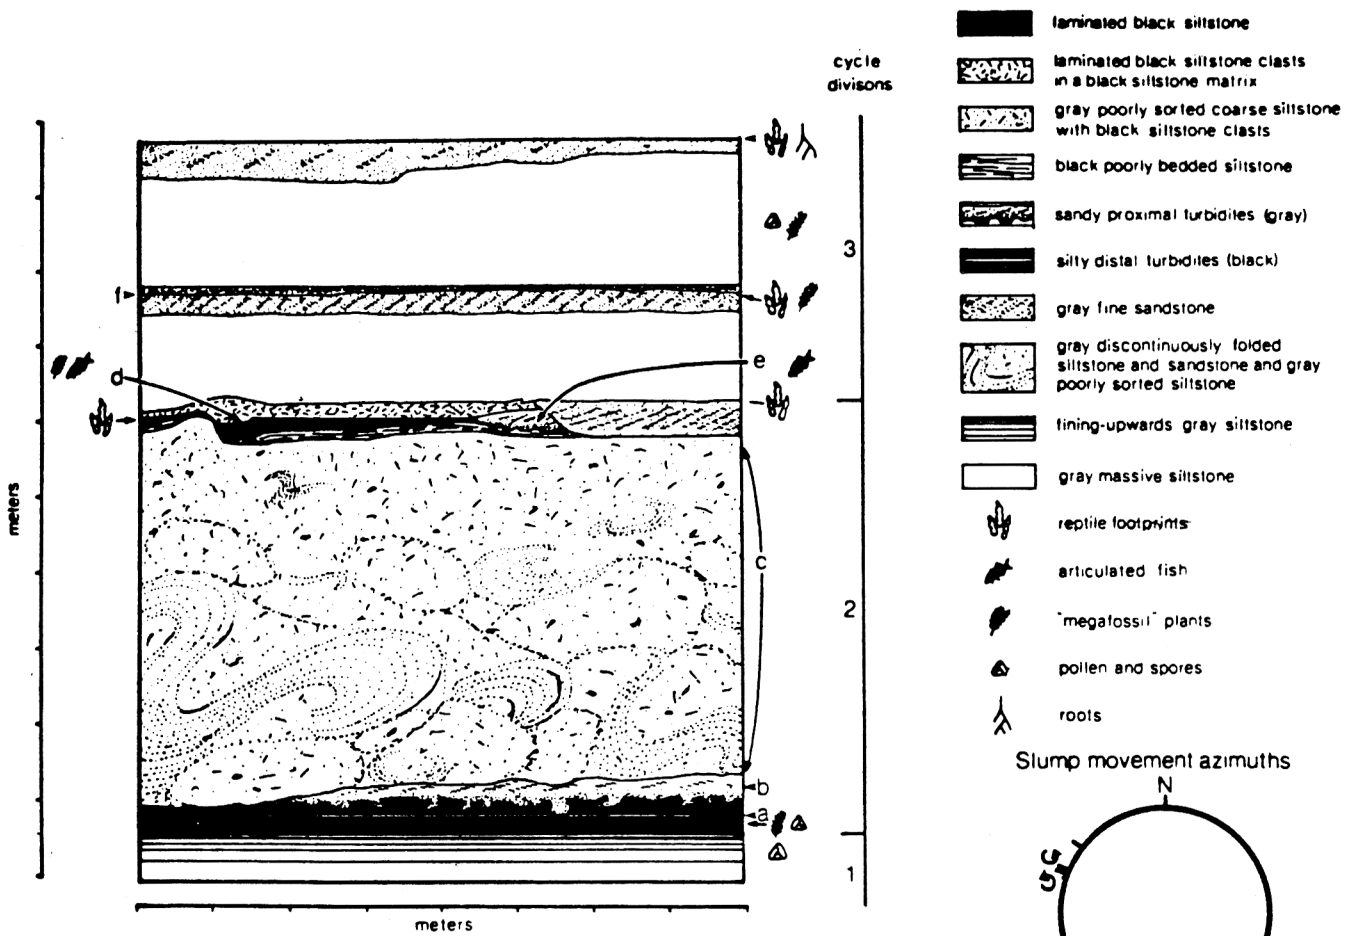 cycle
divisons
3
2
1
f
d
e
c
b
a
meters
meters
laminated black siltstone
laminated black siltstone clasts
in a black siltstone matrix
gray poorly sorted coarse siltstone
with black siltstone clasts
black poorly bedded siltstone
sandy proximal turbidites (gray)
silty distal turbidites (black)
gray fine sandstone
gray discontinuously folded
siltstone and sandstone and gray
poorly sorted siltstone
fining-upwards gray siltstone
gray massive siltstone
reptile footprints
articulated fish
"megafossil" plants
pollen and spores
roots
Slump movement azimuths
N